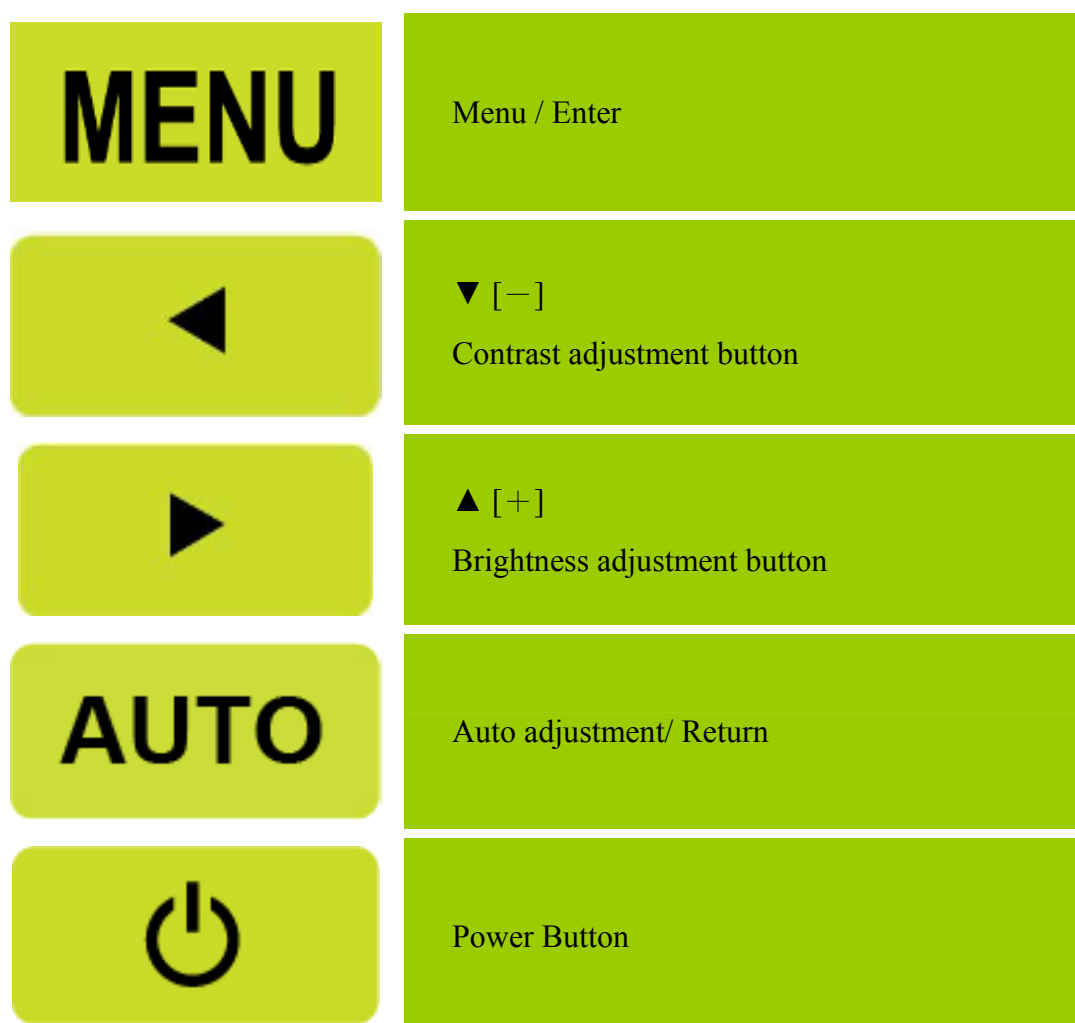 MENU
Menu / Enter
◀
▼ [－]
Contrast adjustment button
▶
▲ [＋]
Brightness adjustment button
AUTO
Auto adjustment/ Return
Power Button